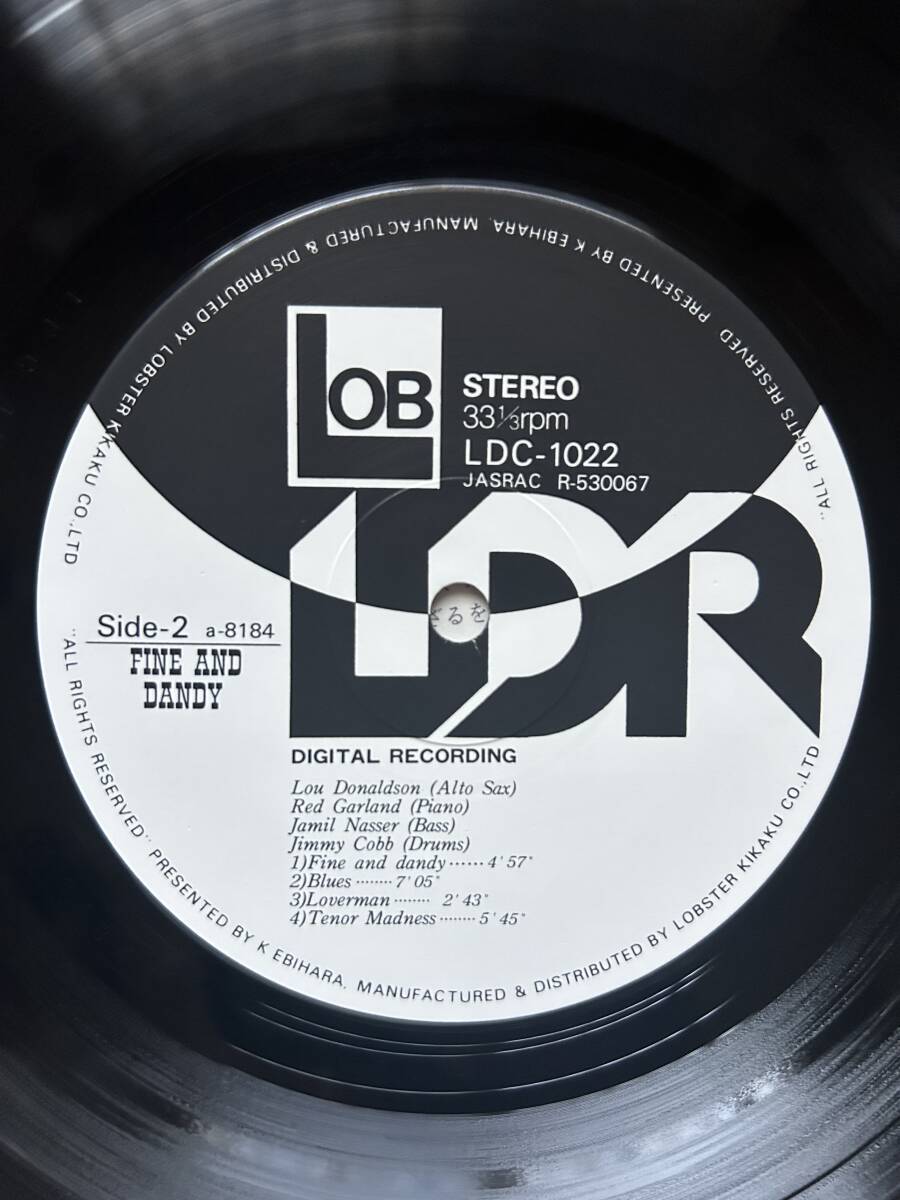 LOB
STEREO
33⅓rpm
LDC-1022
JASRAC R-530067
LDR
ざるを
Side-2 a-8184
FINE AND
DANDY
DIGITAL RECORDING
Lou Donaldson (Alto Sax)
Red Garland (Piano)
Jamil Nasser (Bass)
Jimmy Cobb (Drums)
1)Fine and dandy······4'57"
2)Blues········7'05"
3)Loverman········ 2'43"
4)Tenor Madness········5'45"
"ALL RIGHTS RESERVED" PRESENTED BY K EBIHARA. MANUFACTURED & DISTRIBUTED BY LOBSTER KIKAKU CO.,LTD
"ALL RIGHTS RESERVED PRESENTED BY K EBIHARA. MANUFACTURED & DISTRIBUTED BY LOBSTER KIKAKU CO.,LTD